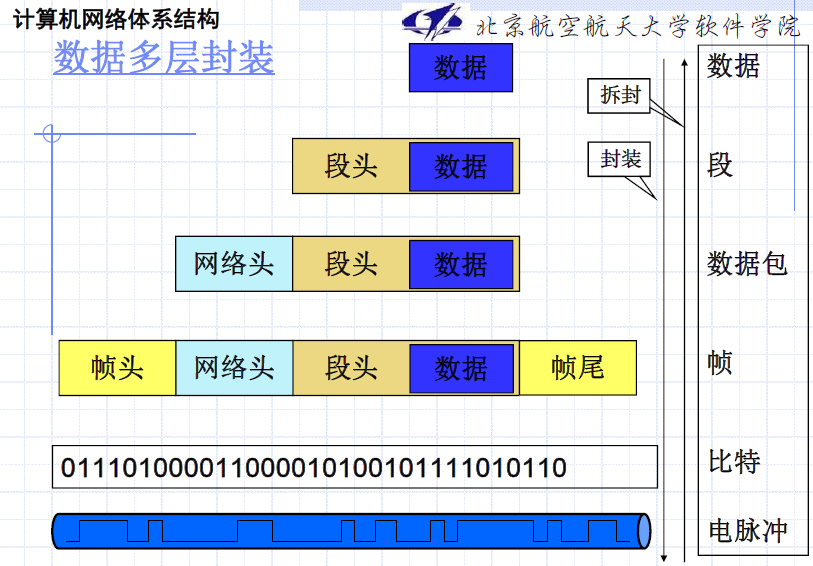 计算机网络体系结构
北京航空航天大学软件学院
数据多层封装
数据
数据
拆封
段头
数据
封装
段
网络头
段头
数据
数据包
帧头
网络头
段头
数据
帧尾
帧
0111010000110000101001011111010110
比特
电脉冲